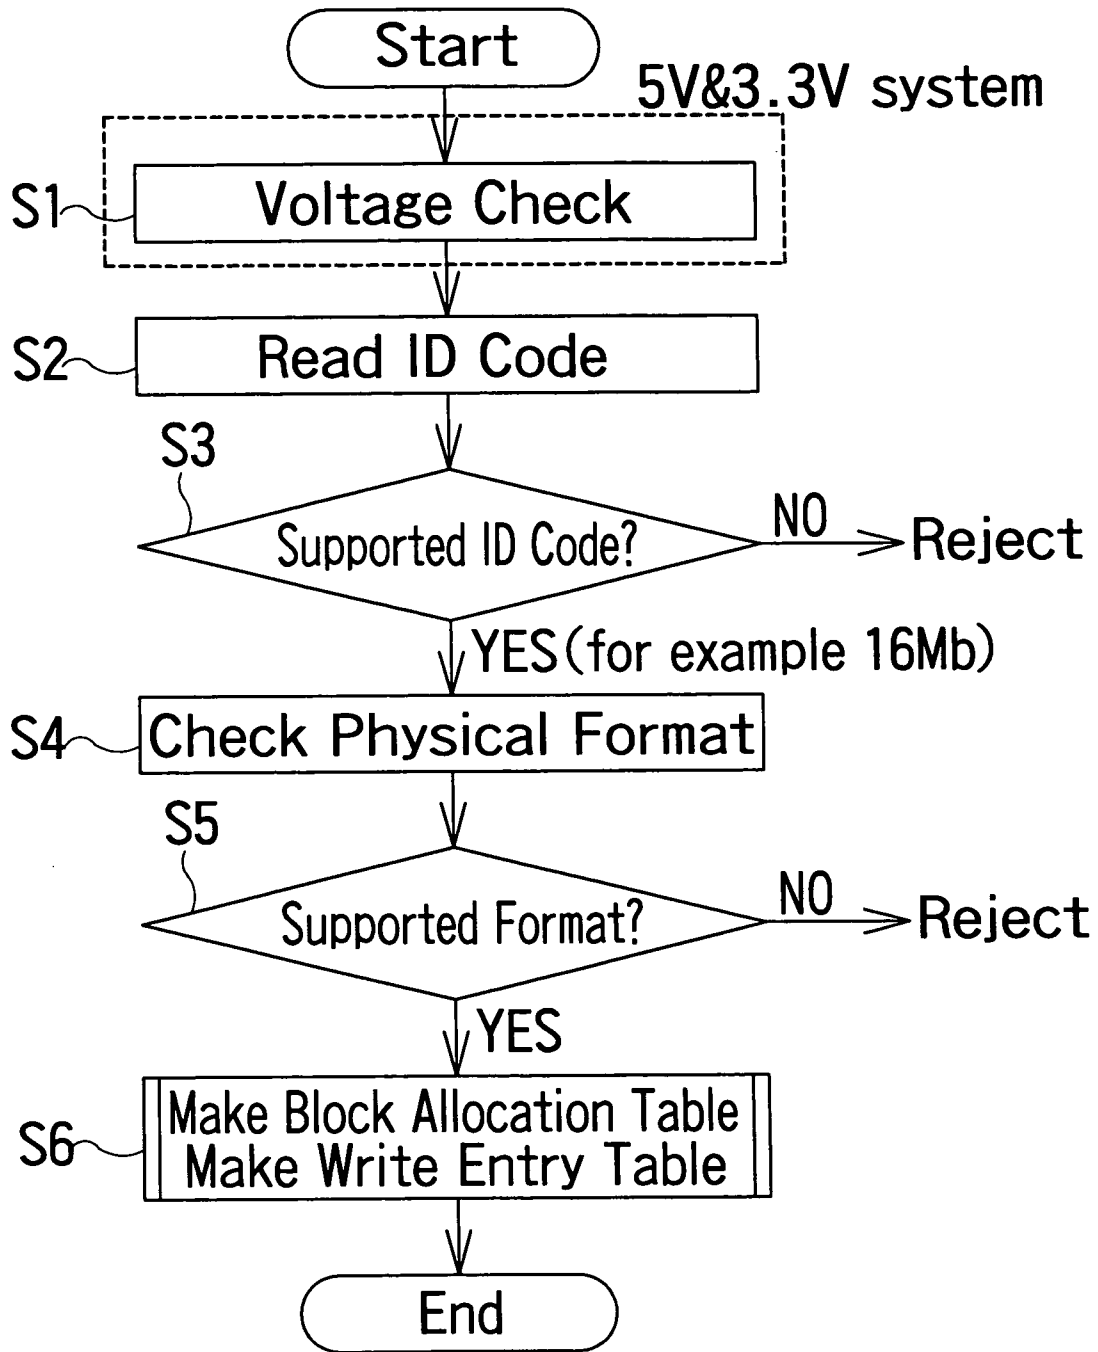 Start
5V&3.3V system
S1
Voltage Check
S2
Read ID Code
S3
Supported ID Code?
NO
Reject
YES(for example 16Mb)
S4
Check Physical Format
S5
Supported Format?
NO
Reject
YES
S6
Make Block Allocation Table
Make Write Entry Table
End